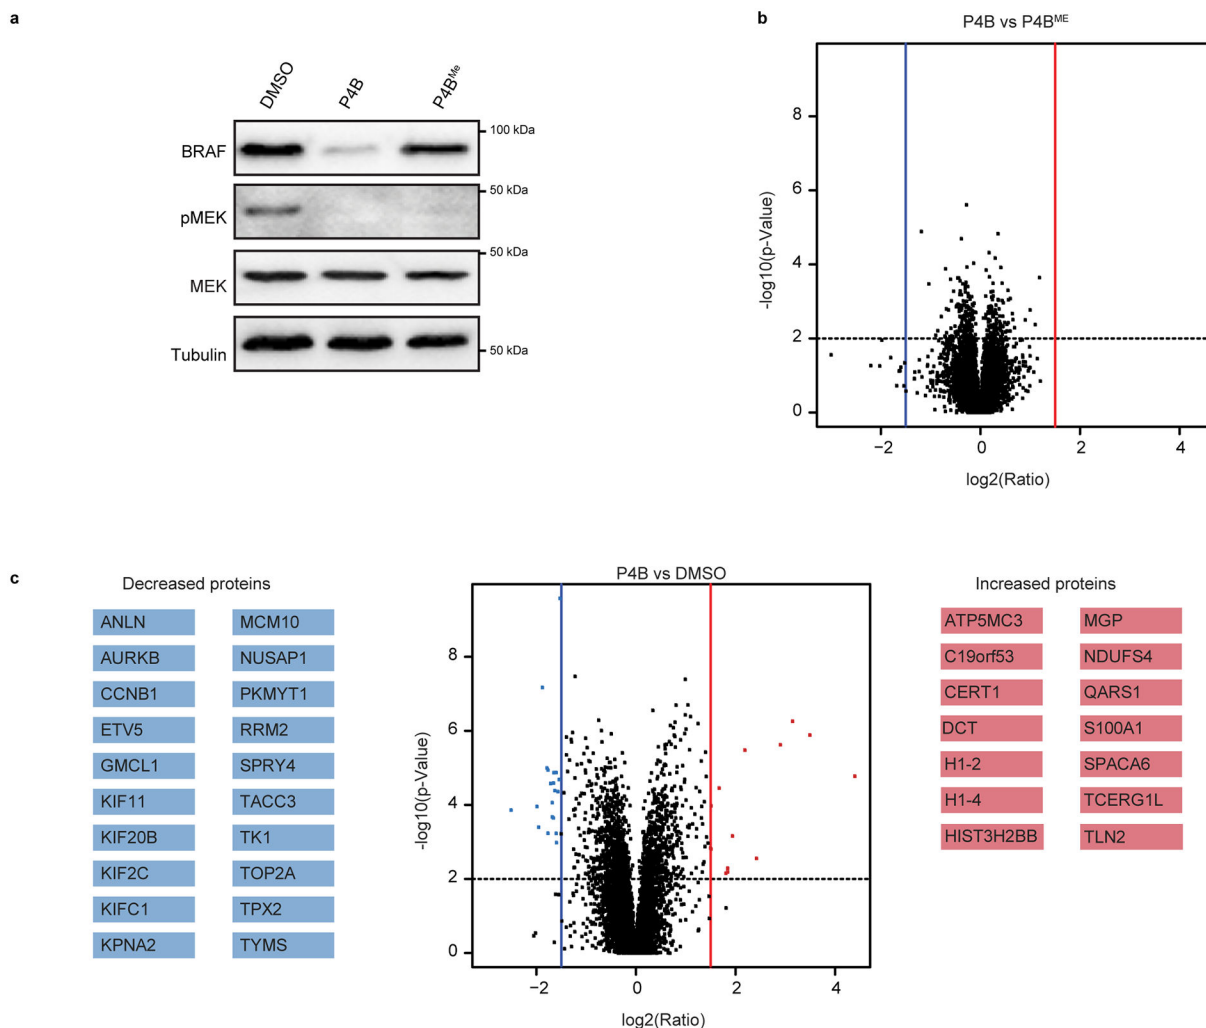 a
DMSO
P4B
P4BMe
BRAF
100 kDa
pMEK
50 kDa
MEK
50 kDa
Tubulin
50 kDa
b
P4B vs P4BME
-log10(p-Value)
8
6
4
2
0
−2
0
2
4
log2(Ratio)
c
Decreased proteins
ANLN
MCM10
AURKB
NUSAP1
CCNB1
PKMYT1
ETV5
RRM2
GMCL1
SPRY4
KIF11
TACC3
KIF20B
TK1
KIF2C
TOP2A
KIFC1
TPX2
KPNA2
TYMS
P4B vs DMSO
-log10(p-Value)
8
6
4
2
0
−2
0
2
4
log2(Ratio)
Increased proteins
ATP5MC3
MGP
C19orf53
NDUFS4
CERT1
QARS1
DCT
S100A1
H1-2
SPACA6
H1-4
TCERG1L
HIST3H2BB
TLN2